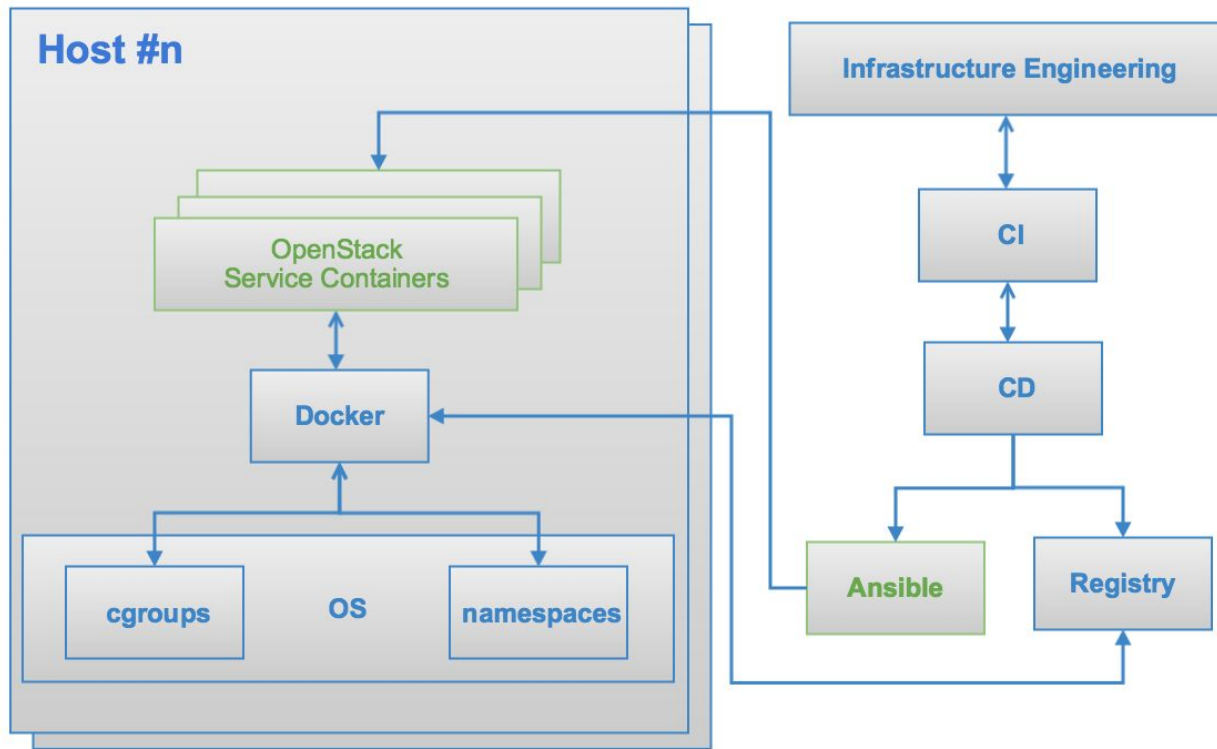 Host #n
Infrastructure Engineering
CI
OpenStack
Service Containers
CD
Docker
Ansible
Registry
cgroups
OS
namespaces